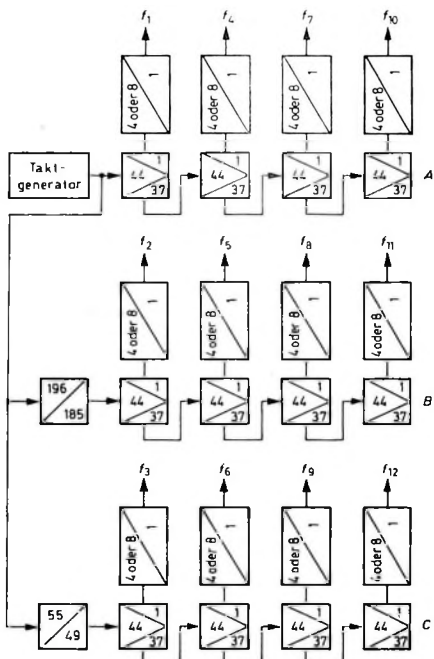 f1 f4 f7 f10
4 oder 8 1 4 oder 8 1 4 oder 8 1 4 oder 8 1
Takt-
generator
44 1 37 44 1 37 44 1 37 44 1 37 A
f2 f5 f8 f11
4 oder 8 1 4 oder 8 1 4 oder 8 1 4 oder 8 1
196 185
44 1 37 44 1 37 44 1 37 44 1 37 B
f3 f6 f9 f12
4 oder 8 1 4 oder 8 1 4 oder 8 1 4 oder 8 1
55 49
44 1 37 44 1 37 44 1 37 44 1 37 C